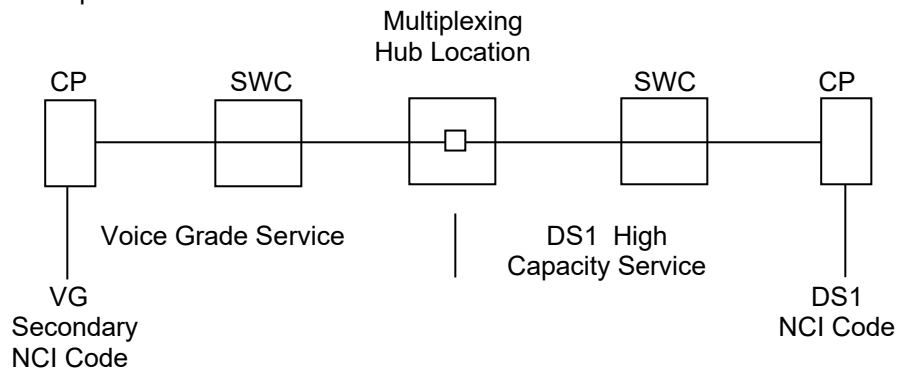 Multiplexing
Hub Location
CP
SWC
SWC
CP
Voice Grade Service
DS1 High
Capacity Service
VG
Secondary
NCI Code
DS1
NCI Code